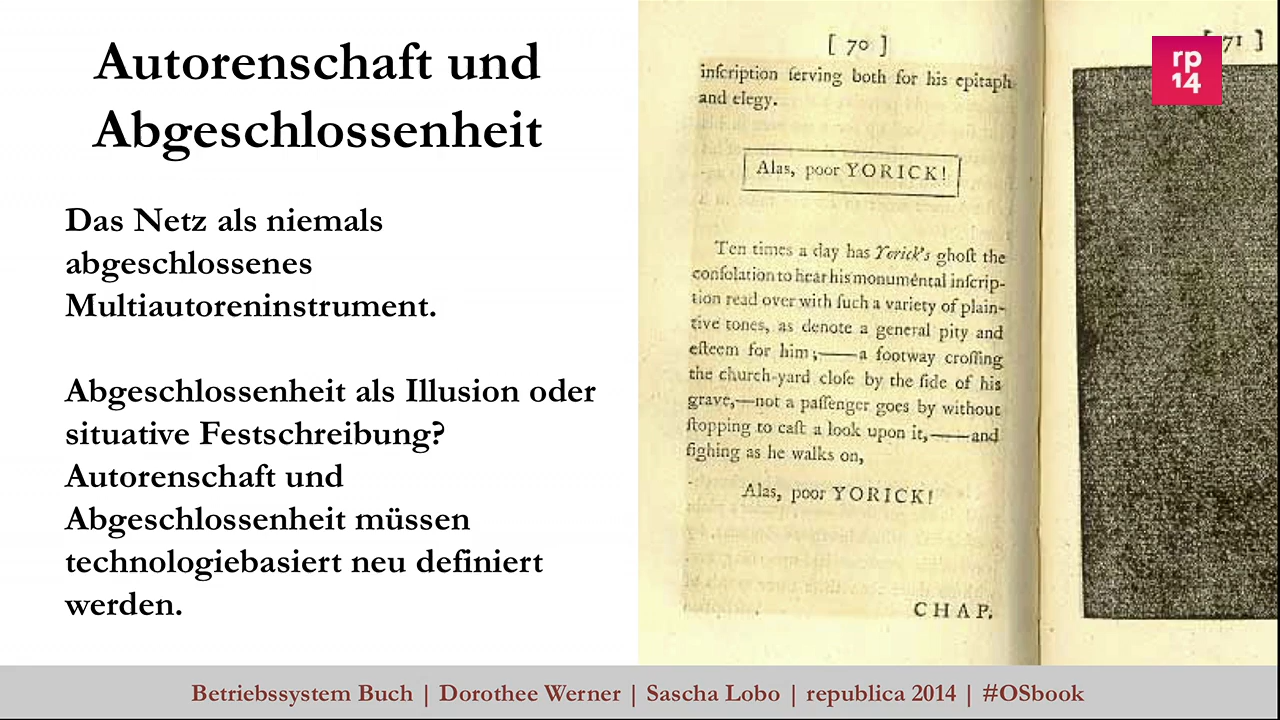 Autorenschaft und
Abgeschlossenheit
Das Netz als niemals
abgeschlossenes
Multiautoreninstrument.
Abgeschlossenheit als Illusion oder
situative Festschreibung?
Autorenschaft und
Abgeschlossenheit müssen
technologiebasiert neu definiert
werden.
[ 70 ]
inſcription ſerving both for his epitaph
and elegy.
Alas, poor YORICK!
Ten times a day has Yorick's ghoſt the
conſolation to hear his monumental inſcrip-
tion read over with ſuch a variety of plain-
tive tones, as denote a general pity and
eſteem for him;——a footway croſſing
the church-yard cloſe by the ſide of his
grave,—not a paſſenger goes by without
ſtopping to caſt a look upon it,——and
ſighing as he walks on,
Alas, poor YORICK!
CHAP.
[ 71 ]
rp
14
Betriebssystem Buch | Dorothee Werner | Sascha Lobo | republica 2014 | #OSbook